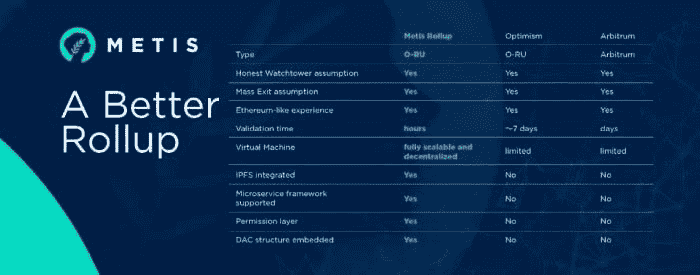 METIS
A Better
Rollup
Metis Rollup Optimism Arbitrum
Type O-RU O-RU Arbitrum
Honest Watchtower assumption Yes Yes Yes
Mass Exit assumption Yes Yes Yes
Ethereum-like experience Yes Yes Yes
Validation time hours ~7 days days
Virtual Machine fully scalable and decentralized limited limited
IPFS integrated Yes No No
Microservice framework supported Yes No No
Permission layer Yes No No
DAC structure embedded Yes No No